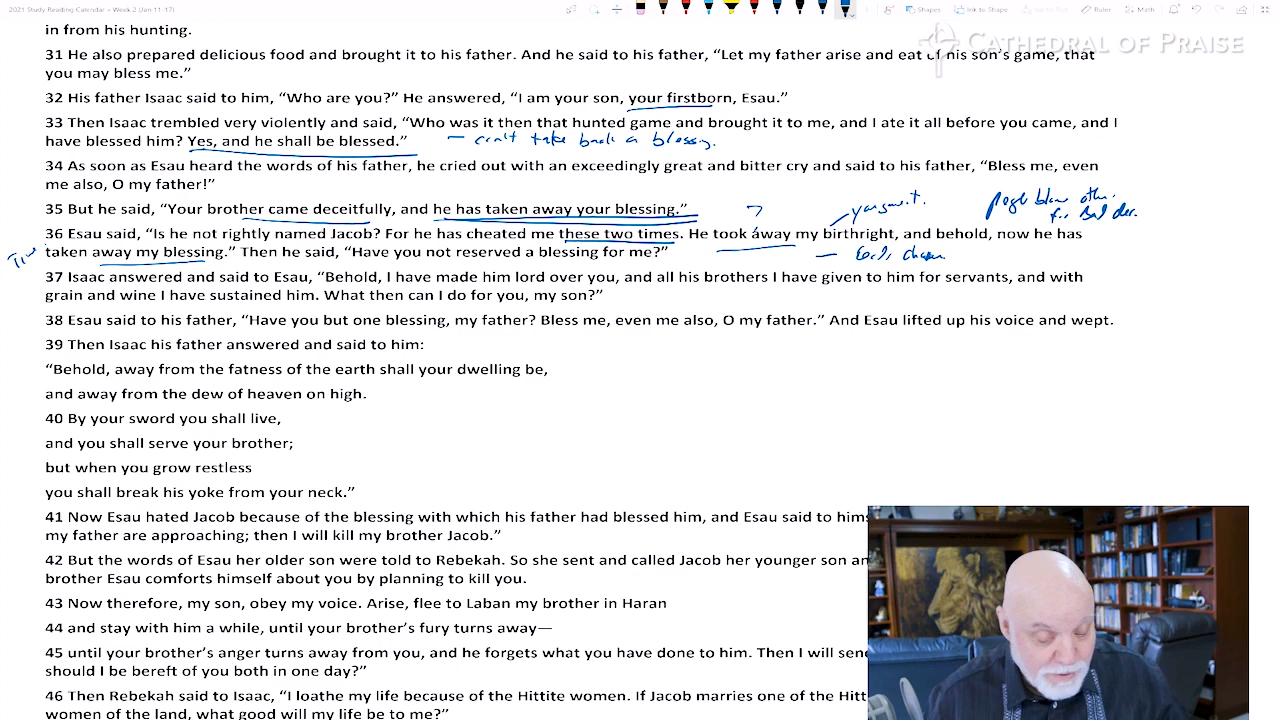 2021 Study Reading Calendar - Week 2 (Jan 11-17)
Shapes Ink to Shape Ruler Math
CATHEDRAL OF PRAISE
in from his hunting.
31 He also prepared delicious food and brought it to his father. And he said to his father, “Let my father arise and eat of his son’s game, that
you may bless me.”
32 His father Isaac said to him, “Who are you?” He answered, “I am your son, your firstborn, Esau.”
33 Then Isaac trembled very violently and said, “Who was it then that hunted game and brought it to me, and I ate it all before you came, and I
have blessed him? Yes, and he shall be blessed.” – can't take back a blessing.
34 As soon as Esau heard the words of his father, he cried out with an exceedingly great and bitter cry and said to his father, “Bless me, even
me also, O my father!”
35 But he said, “Your brother came deceitfully, and he has taken away your blessing.”
36 Esau said, “Is he not rightly named Jacob? For he has cheated me these two times. He took away my birthright, and behold, now he has
taken away my blessing.” Then he said, “Have you not reserved a blessing for me?”
37 Isaac answered and said to Esau, “Behold, I have made him lord over you, and all his brothers I have given to him for servants, and with
grain and wine I have sustained him. What then can I do for you, my son?”
38 Esau said to his father, “Have you but one blessing, my father? Bless me, even me also, O my father.” And Esau lifted up his voice and wept.
39 Then Isaac his father answered and said to him:
“Behold, away from the fatness of the earth shall your dwelling be,
and away from the dew of heaven on high.
40 By your sword you shall live,
and you shall serve your brother;
but when you grow restless
you shall break his yoke from your neck.”
41 Now Esau hated Jacob because of the blessing with which his father had blessed him, and Esau said to hims
my father are approaching; then I will kill my brother Jacob.”
42 But the words of Esau her older son were told to Rebekah. So she sent and called Jacob her younger son an
brother Esau comforts himself about you by planning to kill you.
43 Now therefore, my son, obey my voice. Arise, flee to Laban my brother in Haran
44 and stay with him a while, until your brother’s fury turns away—
45 until your brother’s anger turns away from you, and he forgets what you have done to him. Then I will sen
should I be bereft of you both in one day?”
46 Then Rebekah said to Isaac, “I loathe my life because of the Hittite women. If Jacob marries one of the Hitt
women of the land, what good will my life be to me?”